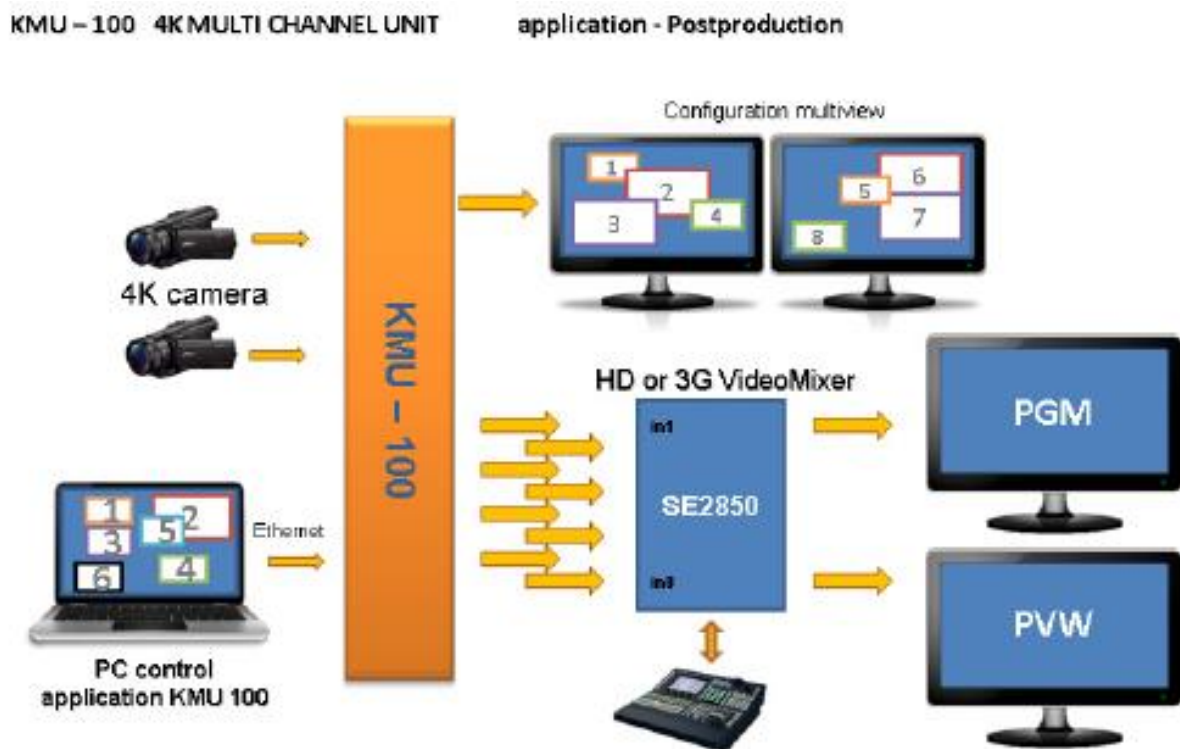 KMU – 100 4K MULTI CHANNEL UNIT application - Postproduction
Configuration multiview
1
2
3
4
5
6
7
8
4K camera
KMU – 100
HD or 3G VideoMixer
in1
SE2850
in8
PGM
PVW
1
2
3
5
4
6
Ethernet
PC control
application KMU 100